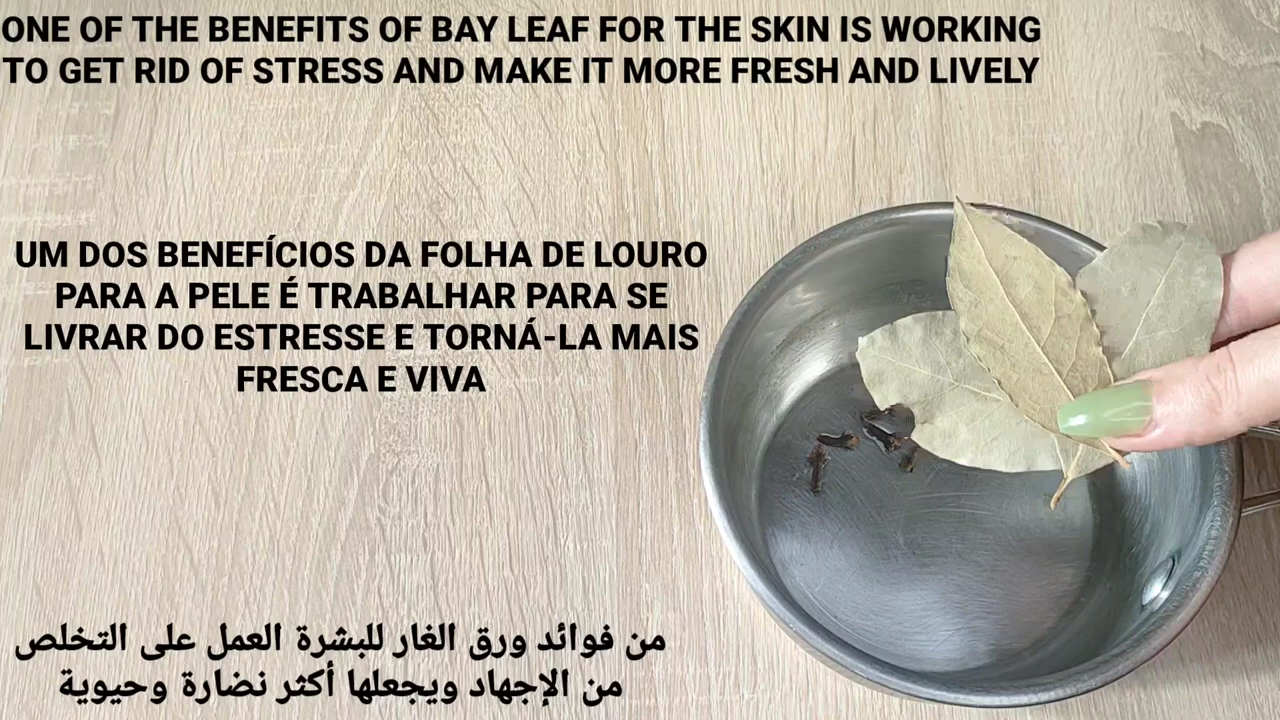 ONE OF THE BENEFITS OF BAY LEAF FOR THE SKIN IS WORKING
TO GET RID OF STRESS AND MAKE IT MORE FRESH AND LIVELY
UM DOS BENEFÍCIOS DA FOLHA DE LOURO
PARA A PELE É TRABALHAR PARA SE
LIVRAR DO ESTRESSE E TORNÁ-LA MAIS
FRESCA E VIVA
من فوائد ورق الغار للبشرة العمل على التخلص
من الإجهاد ويجعلها أكثر نضارة وحيوية